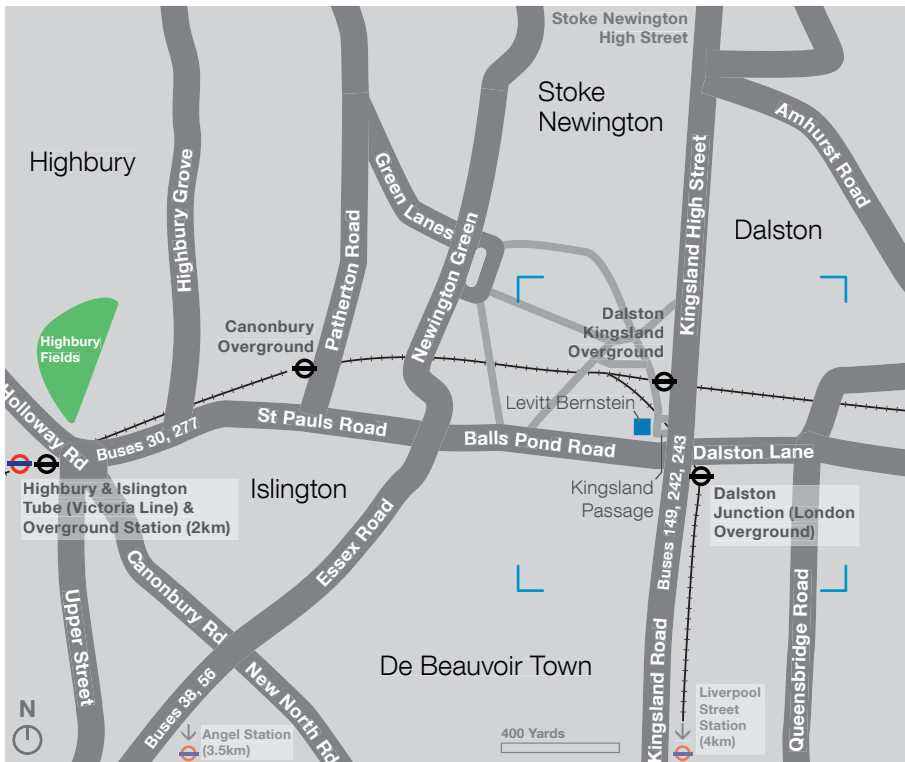 Stoke Newington
High Street
Stoke
Newington
Highbury
Amhurst Road
Green Lanes
Highbury Grove
Kingsland High Street
Patherton Road
Newington Green
Dalston
Highbury
Fields
Canonbury
Overground
Dalston
Kingsland
Overground
Holloway Rd
Levitt Bernstein
St Pauls Road
Buses 30, 277
Balls Pond Road
Dalston Lane
Highbury & Islington
Tube (Victoria Line) &
Overground Station (2km)
Islington
Kingsland
Passage
Buses 149, 242, 243
Dalston
Junction (London
Overground)
Essex Road
Canonbury Rd
Upper Street
Queensbridge Road
De Beauvoir Town
Kingsland Road
Buses 38, 56
New North Rd
Liverpool
Street
Station
(4km)
N
Angel Station
(3.5km)
400 Yards